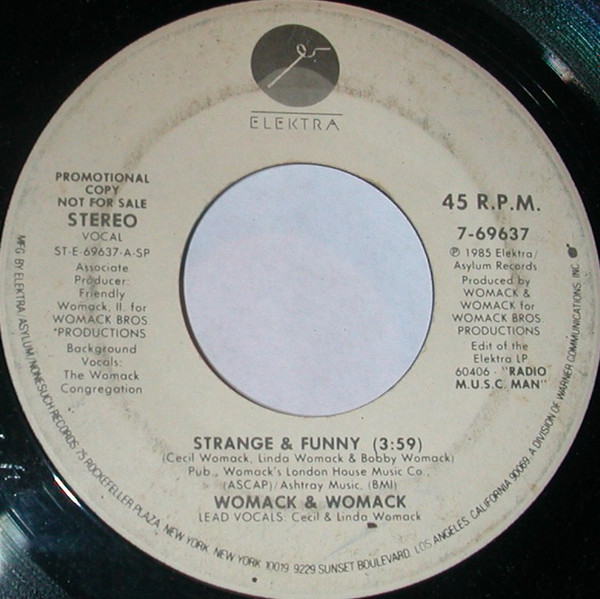 ELEKTRA
PROMOTIONAL
COPY
NOT FOR SALE
STEREO
VOCAL
ST-E-69637-A-SP
Associate
Producer:
Friendly
Womack, II. for
WOMACK BROS.
PRODUCTIONS
Background
Vocals:
The Womack
Congregation
45 R.P.M.
7-69637
℗ 1985 Elektra/
Asylum Records
Produced by
WOMACK &
WOMACK for
WOMACK BROS.
PRODUCTIONS
Edit of the
Elektra LP.
60406 - "RADIO
M.U.S.C. MAN"
STRANGE & FUNNY (3:59)
(Cecil Womack, Linda Womack & Bobby Womack)
Pub., Womack's London House Music Co.,
(ASCAP)/Ashtray Music, (BMI)
WOMACK & WOMACK
LEAD VOCALS: Cecil & Linda Womack
MFG. BY ELEKTRA/ASYLUM/NONESUCH RECORDS 75 ROCKEFELLER PLAZA, NEW YORK, NEW YORK 10019 9229 SUNSET BOULEVARD, LOS ANGELES, CALIFORNIA 90069. A DIVISION OF WARNER COMMUNICATIONS, INC.